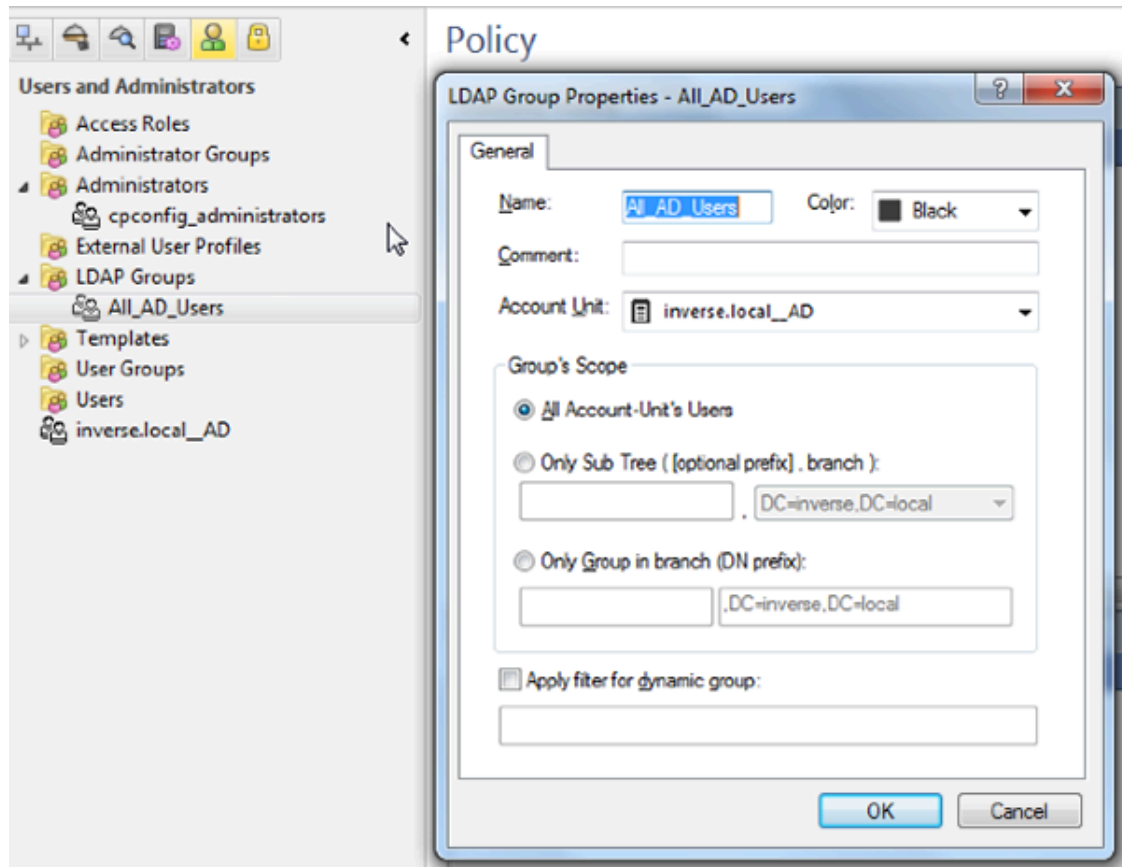 Users and Administrators
Access Roles
Administrator Groups
Administrators
cpconfig_administrators
External User Profiles
LDAP Groups
All_AD_Users
Templates
User Groups
Users
inverse.local__AD
Policy
LDAP Group Properties - All_AD_Users
General
Name: All_AD_Users Color: Black
Comment:
Account Unit: inverse.local__AD
Group's Scope
All Account-Unit's Users
Only Sub Tree ( [optional prefix] , branch ):
, DC=inverse,DC=local
Only Group in branch (DN prefix):
,DC=inverse,DC=local
Apply filter for dynamic group:
OK Cancel